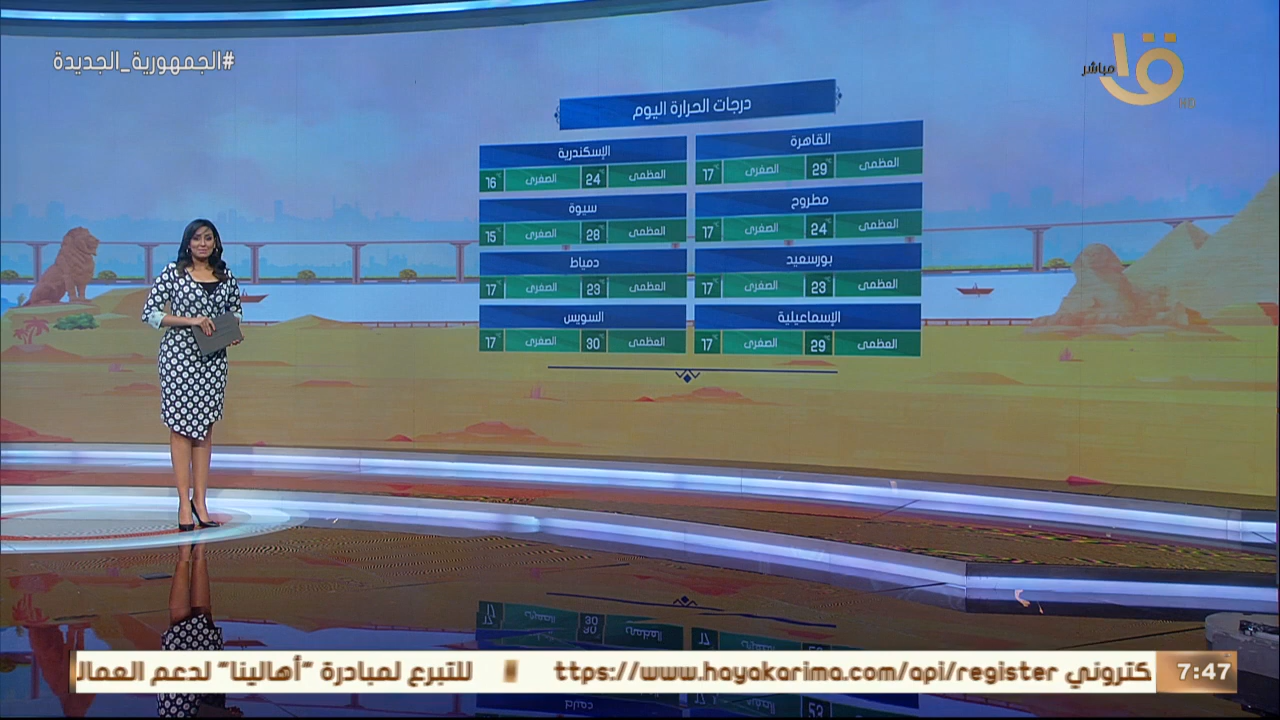 #الجمهورية_الجديدة
مباشر
HD
درجات الحرارة اليوم
القاهرة
العظمى 29 الصغرى 17
الإسكندرية
العظمى 24 الصغرى 16
مطروح
العظمى 24 الصغرى 17
سيوة
العظمى 28 الصغرى 15
بورسعيد
العظمى 23 الصغرى 17
دمياط
العظمى 23 الصغرى 17
الإسماعيلية
العظمى 29 الصغرى 17
السويس
العظمى 30 الصغرى 17
7:47
كتروني ttps://www.hayakarima.com/api/register للتبرع لمبادرة "أهالينا" لدعم العمال